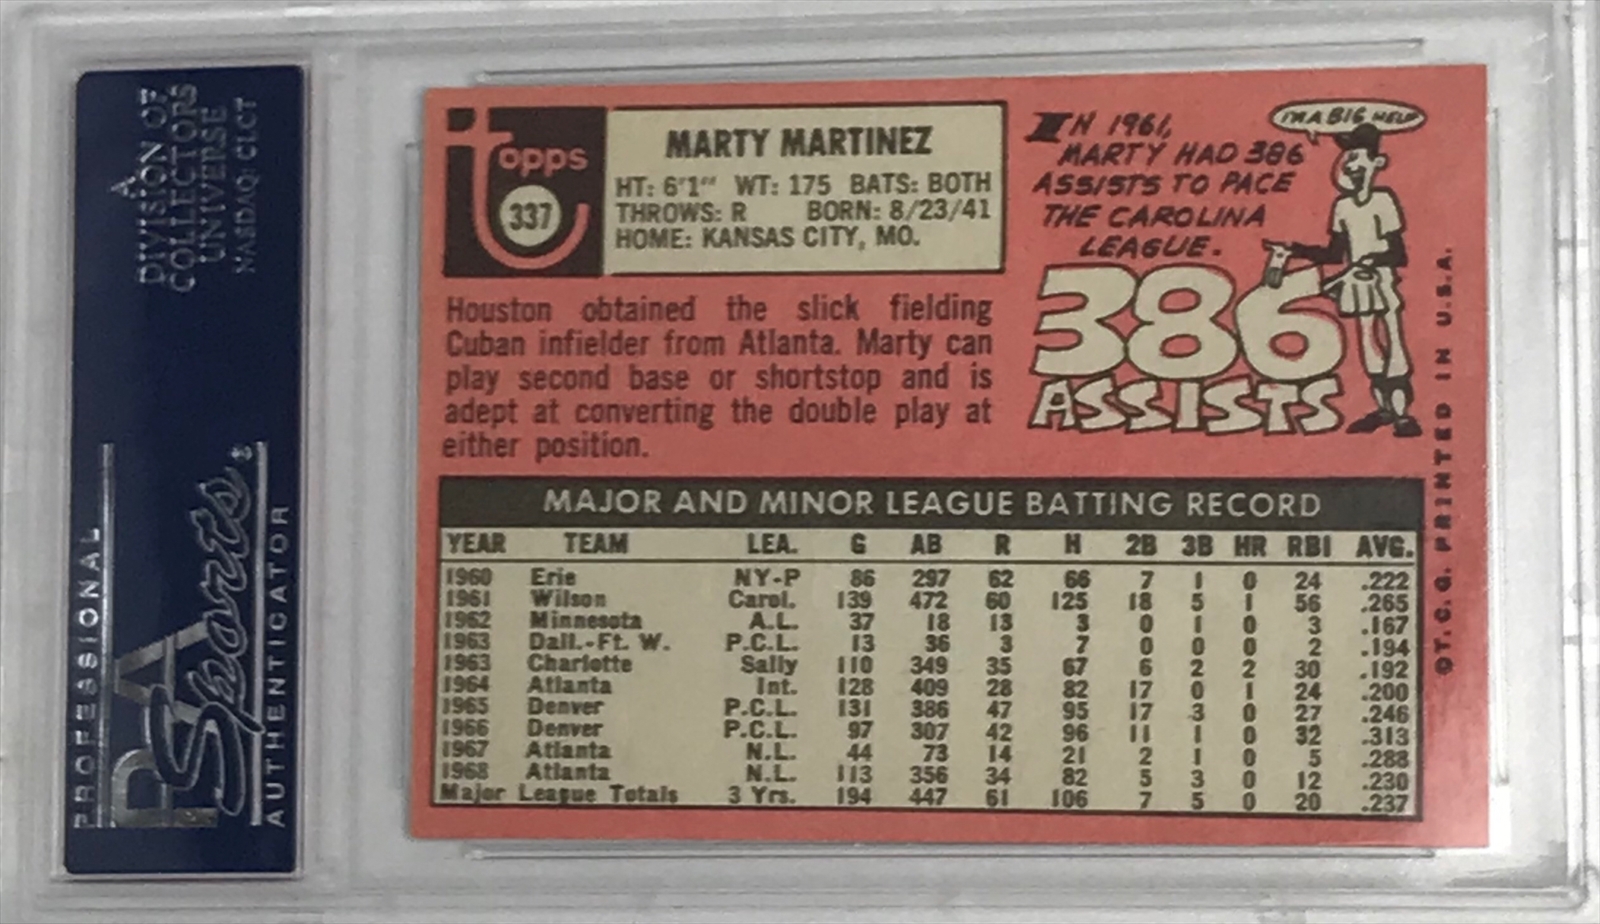 DIVISION OF
COLLECTORS
UNIVERSE
NASDAQ: CLCT
PROFESSIONAL
PSA
Sports
AUTHENTICATOR
Topps
337
MARTY MARTINEZ
HT: 6'1" WT: 175 BATS: BOTH
THROWS: R BORN: 8/23/41
HOME: KANSAS CITY, MO.
Houston obtained the slick fielding
Cuban infielder from Atlanta. Marty can
play second base or shortstop and is
adept at converting the double play at
either position.
IN 1961,
MARTY HAD 386
ASSISTS TO PACE
THE CAROLINA
LEAGUE.
I'M A BIG HELP
386
ASSISTS
MAJOR AND MINOR LEAGUE BATTING RECORD
YEAR TEAM LEA. G AB R H 2B 3B HR RBI AVG.
1960 Erie NY-P 86 297 62 66 7 1 0 24 .222
1961 Wilson Carol. 139 472 60 125 18 5 1 56 .265
1962 Minnesota A.L. 37 18 13 3 0 1 0 3 .167
1963 Dall.-Ft. W. P.C.L. 13 36 3 7 0 0 0 2 .194
1963 Charlotte Sally 110 349 35 67 6 2 2 30 .192
1964 Atlanta Int. 128 409 28 82 17 0 1 24 .200
1965 Denver P.C.L. 131 386 47 95 17 3 0 27 .246
1966 Denver P.C.L. 97 307 42 96 11 1 0 32 .313
1967 Atlanta N.L. 44 73 14 21 2 1 0 5 .288
1968 Atlanta N.L. 113 356 34 82 5 3 0 12 .230
Major League Totals 3 Yrs. 194 447 61 106 7 5 0 20 .237
©T.C.G. PRINTED IN U.S.A.